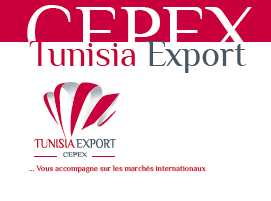 CEPEX
Tunisia Export
TUNISIA EXPORT
CEPEX
... Vous accompagne sur les marchés internationaux